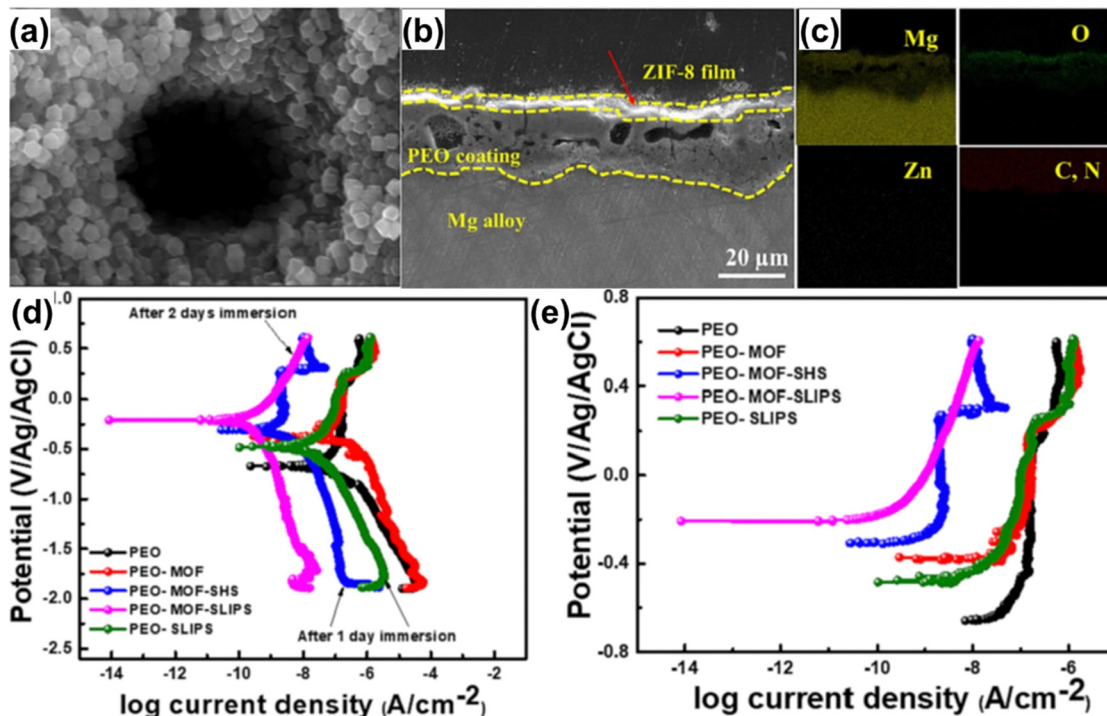 (a)
(b)
ZIF-8 film
PEO coating
Mg alloy
20 µm
(c)
Mg
O
Zn
C, N
(d)
After 2 days immersion
PEO
PEO- MOF
PEO- MOF-SHS
PEO- MOF-SLIPS
PEO- SLIPS
After 1 day immersion
0.5
0.0
-0.5
-1.0
-1.5
-2.0
-2.5
-14
-12
-10
-8
-6
-4
-2
Potential (V/Ag/AgCl)
log current density (A/cm-2)
(e)
PEO
PEO- MOF
PEO- MOF-SHS
PEO- MOF-SLIPS
PEO- SLIPS
0.8
0.4
0.0
-0.4
-0.8
-14
-12
-10
-8
-6
Potential (V/Ag/AgCl)
log current density (A/cm-2)